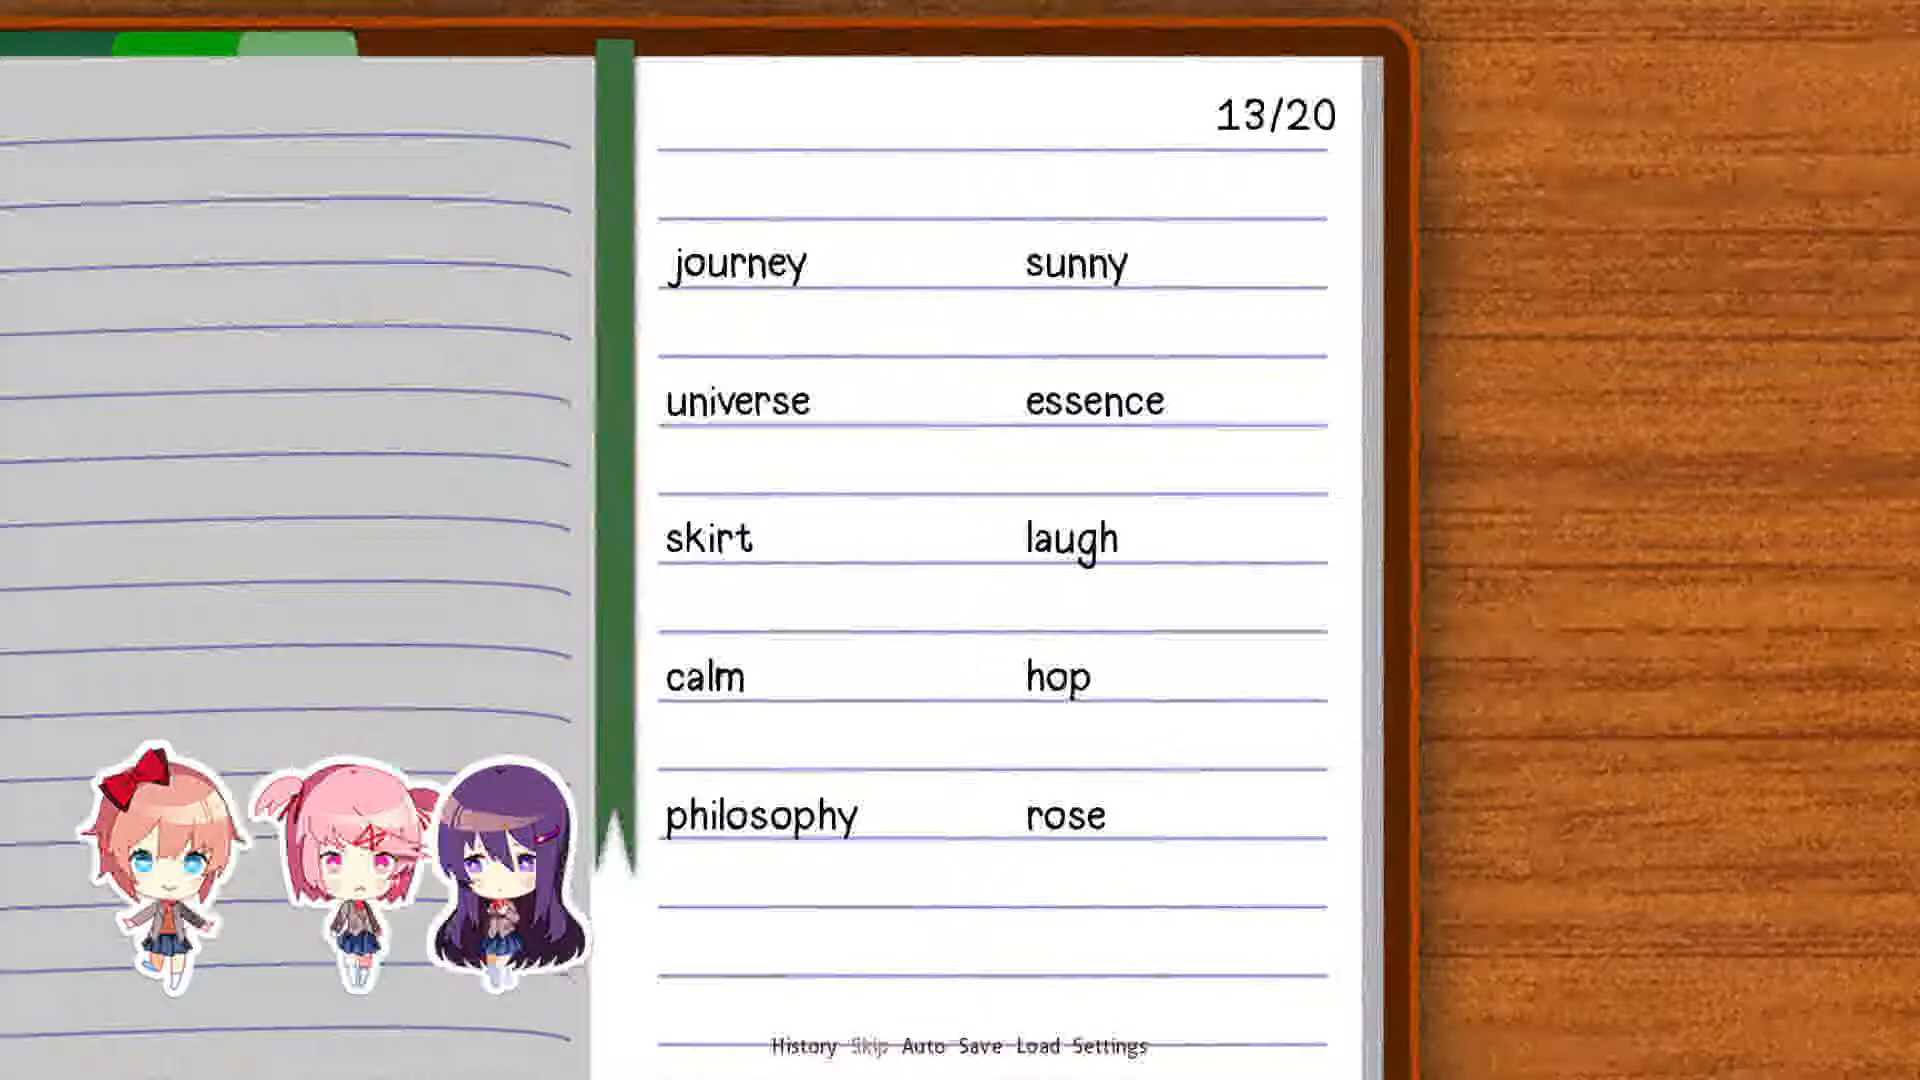 13/20
journey sunny
universe essence
skirt laugh
calm hop
philosophy rose
History Skip Auto Save Load Settings